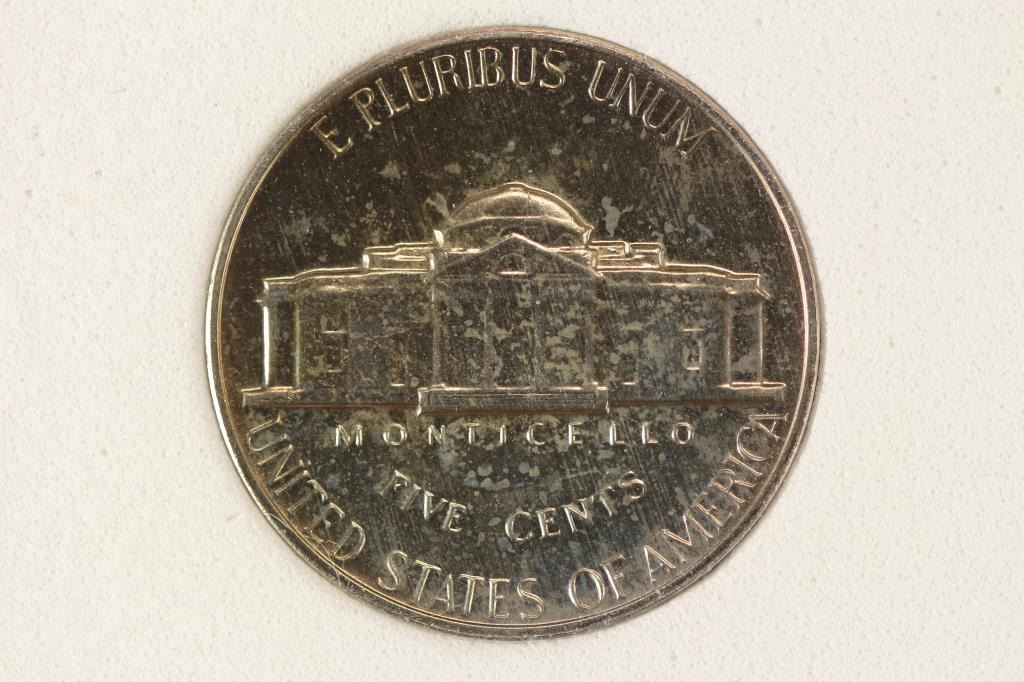 E PLURIBUS UNUM
MONTICELLO
FIVE CENTS
UNITED STATES OF AMERICA